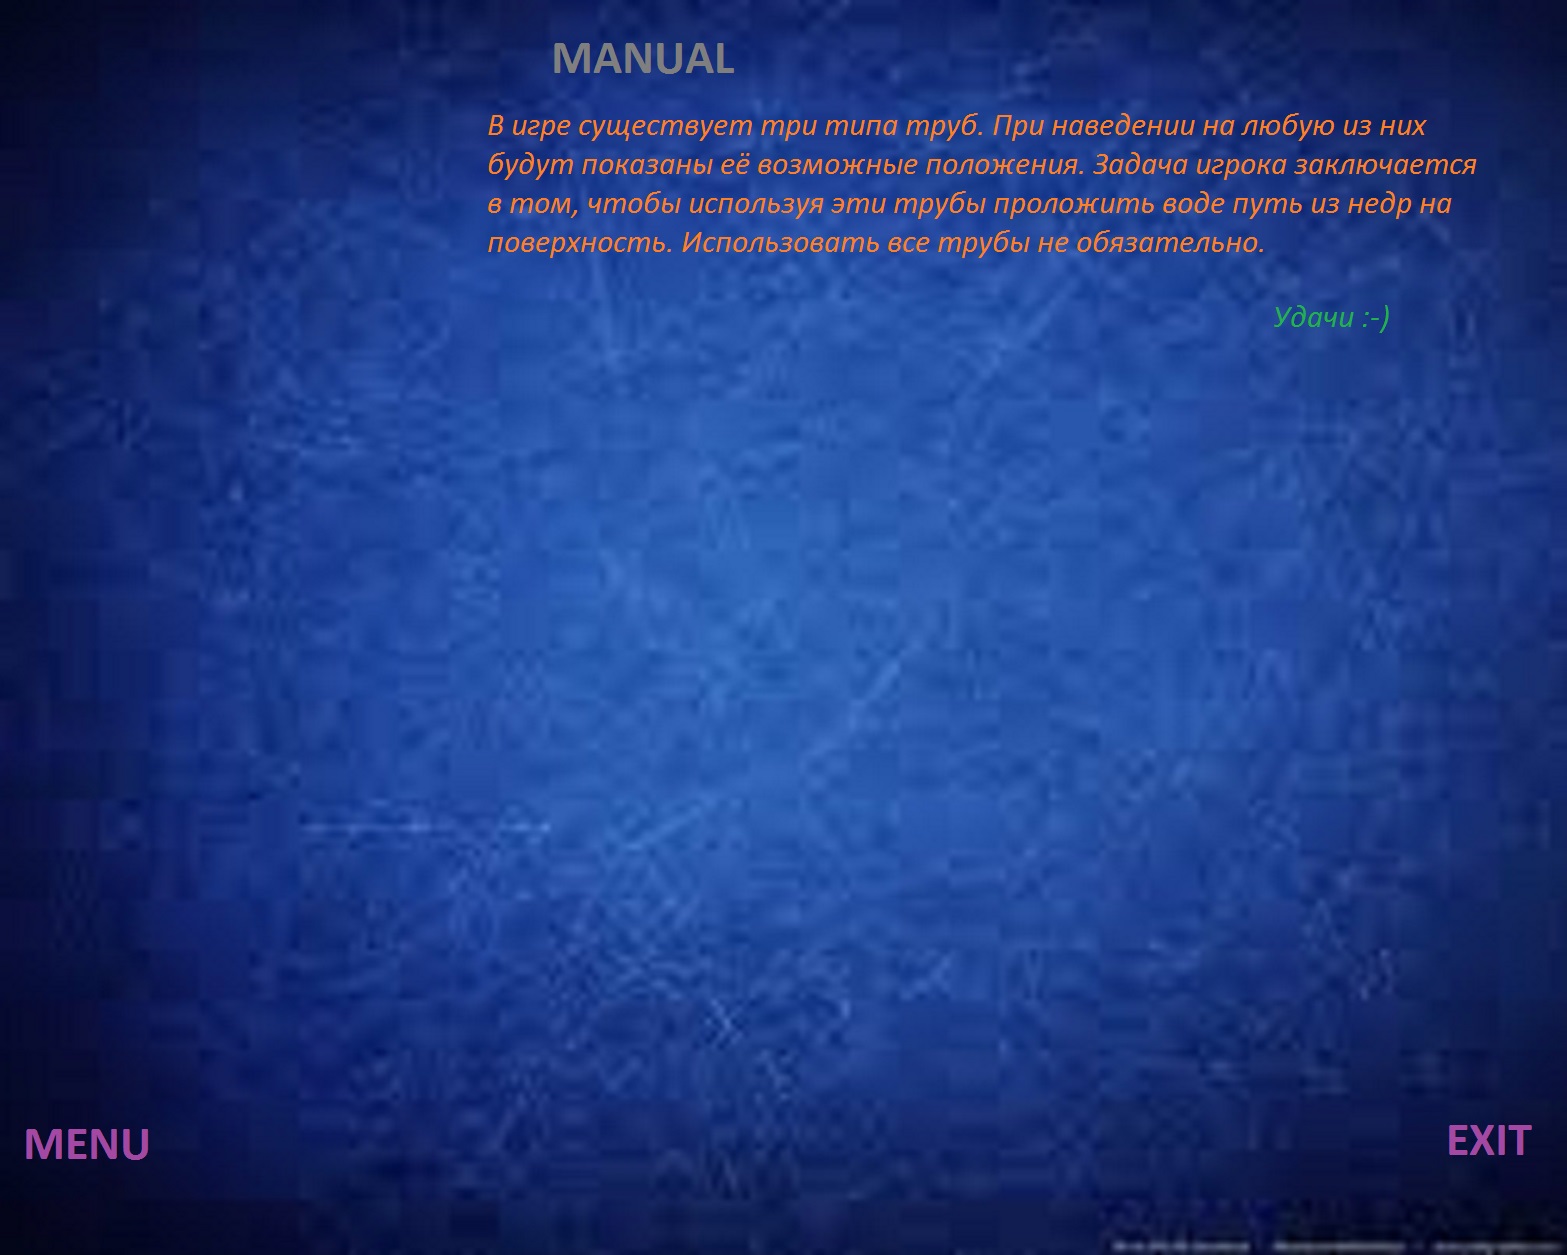 MANUAL
В игре существует три типа труб. При наведении на любую из них
будут показаны её возможные положения. Задача игрока заключается
в том, чтобы используя эти трубы проложить воде путь из недр на
поверхность. Использовать все трубы не обязательно.
Удачи :-)
MENU
EXIT